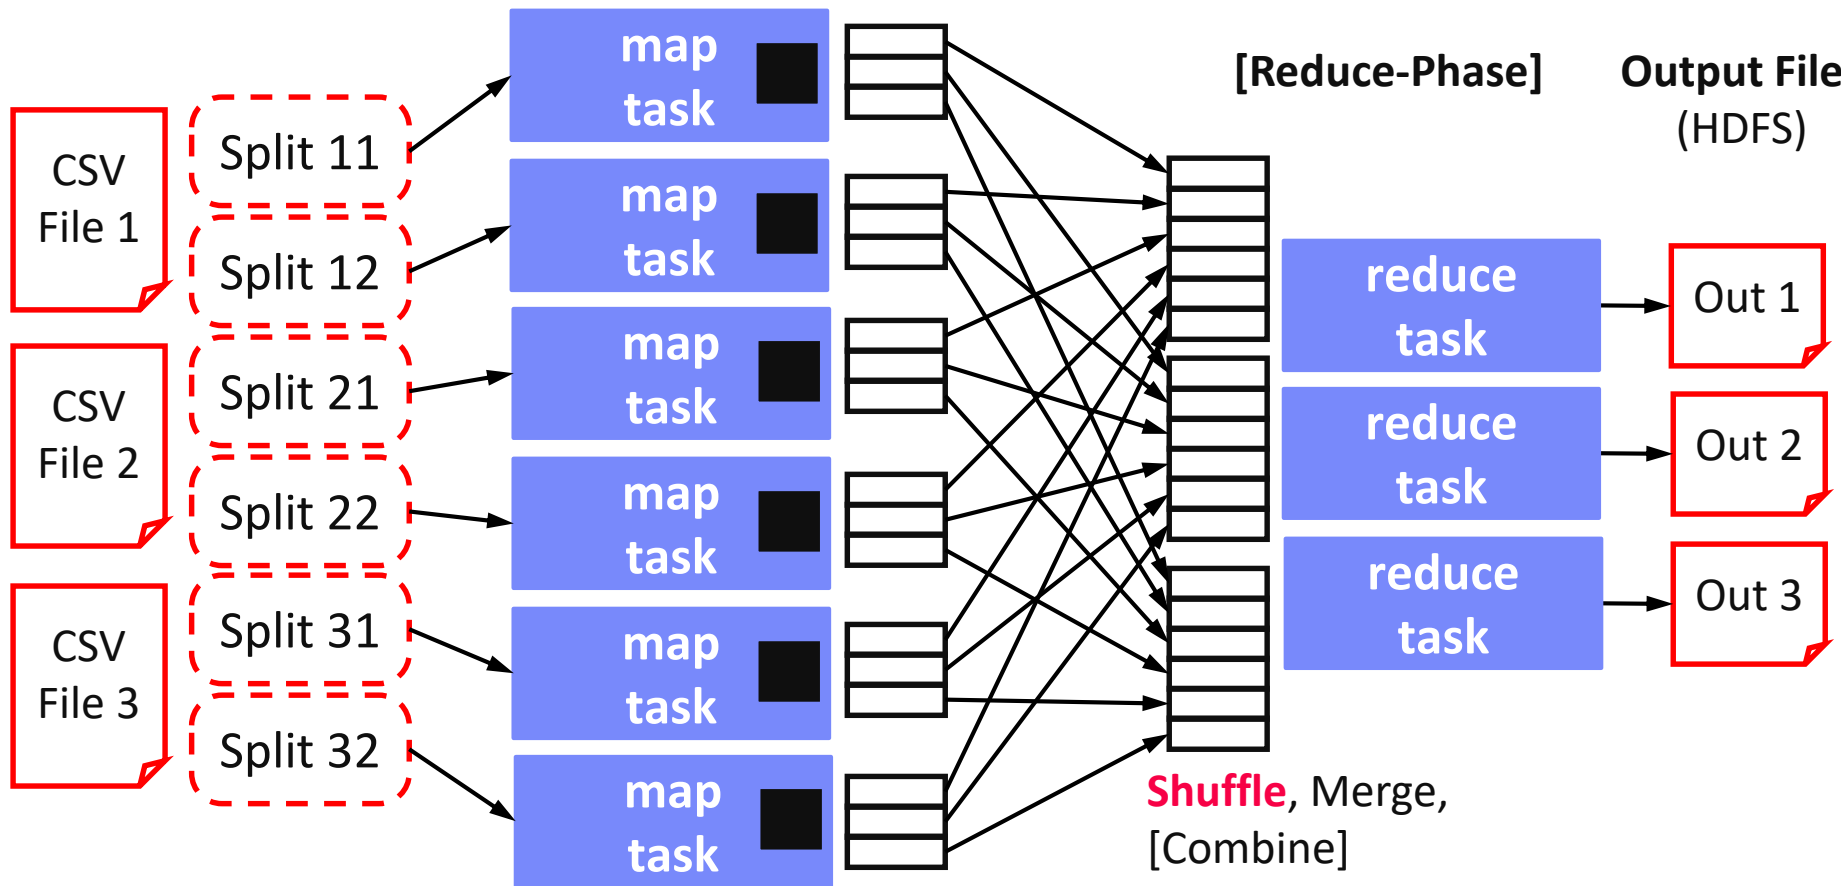 CSV
File 1
CSV
File 2
CSV
File 3
Split 11
Split 12
Split 21
Split 22
Split 31
Split 32
map
task
map
task
map
task
map
task
map
task
map
task
[Reduce-Phase]
Shuffle, Merge,
[Combine]
reduce
task
reduce
task
reduce
task
Output File
(HDFS)
Out 1
Out 2
Out 3